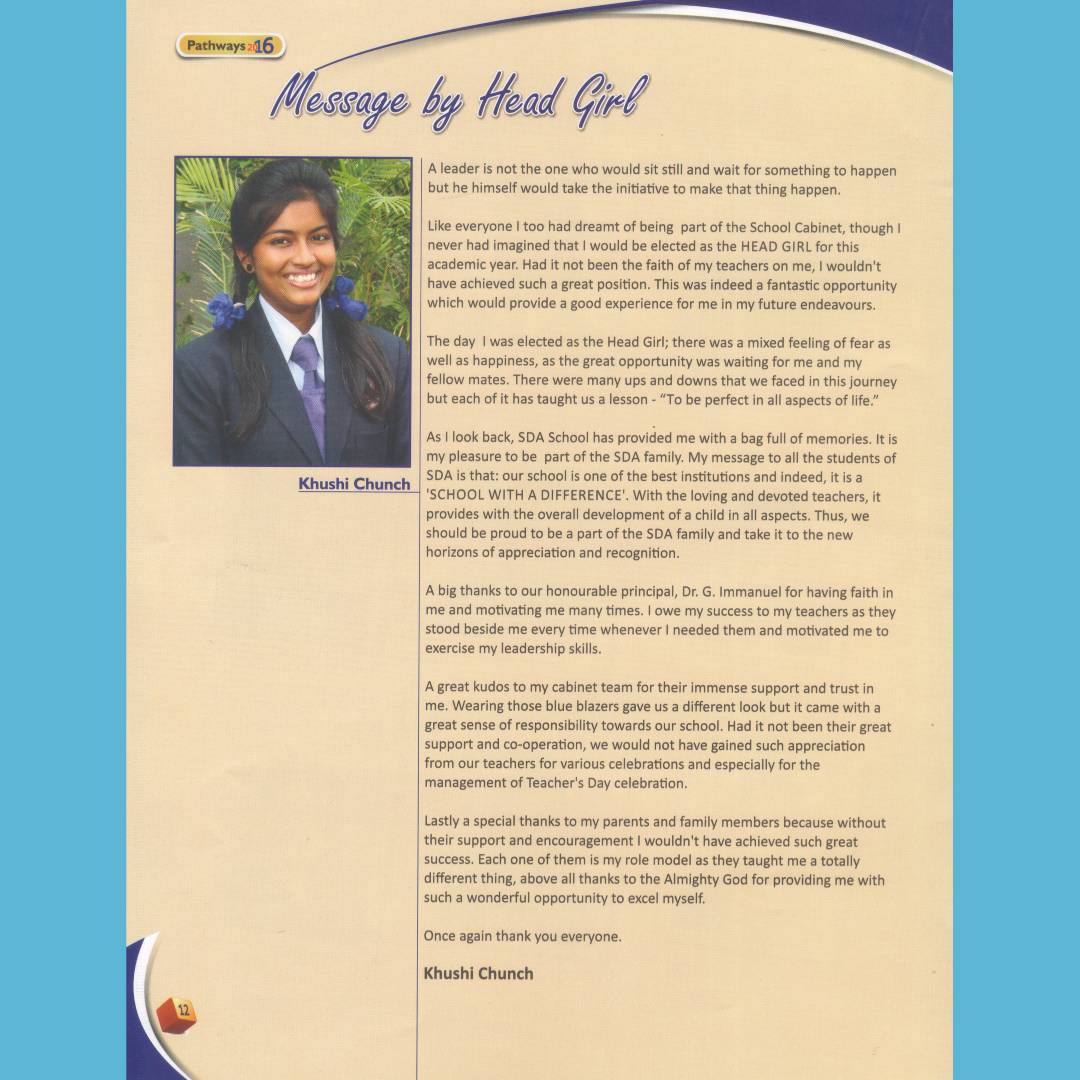 Pathways 2016
Message by Head Girl
A leader is not the one who would sit still and wait for something to happen
but he himself would take the initiative to make that thing happen.
Like everyone I too had dreamt of being part of the School Cabinet, though I
never had imagined that I would be elected as the HEAD GIRL for this
academic year. Had it not been the faith of my teachers on me, I wouldn't
have achieved such a great position. This was indeed a fantastic opportunity
which would provide a good experience for me in my future endeavours.
The day I was elected as the Head Girl; there was a mixed feeling of fear as
well as happiness, as the great opportunity was waiting for me and my
fellow mates. There were many ups and downs that we faced in this journey
but each of it has taught us a lesson - “To be perfect in all aspects of life.”
As I look back, SDA School has provided me with a bag full of memories. It is
my pleasure to be part of the SDA family. My message to all the students of
SDA is that: our school is one of the best institutions and indeed, it is a
'SCHOOL WITH A DIFFERENCE'. With the loving and devoted teachers, it
provides with the overall development of a child in all aspects. Thus, we
should be proud to be a part of the SDA family and take it to the new
horizons of appreciation and recognition.
A big thanks to our honourable principal, Dr. G. Immanuel for having faith in
me and motivating me many times. I owe my success to my teachers as they
stood beside me every time whenever I needed them and motivated me to
exercise my leadership skills.
A great kudos to my cabinet team for their immense support and trust in
me. Wearing those blue blazers gave us a different look but it came with a
great sense of responsibility towards our school. Had it not been their great
support and co-operation, we would not have gained such appreciation
from our teachers for various celebrations and especially for the
management of Teacher's Day celebration.
Lastly a special thanks to my parents and family members because without
their support and encouragement I wouldn't have achieved such great
success. Each one of them is my role model as they taught me a totally
different thing, above all thanks to the Almighty God for providing me with
such a wonderful opportunity to excel myself.
Once again thank you everyone.
Khushi Chunch
Khushi Chunch
12